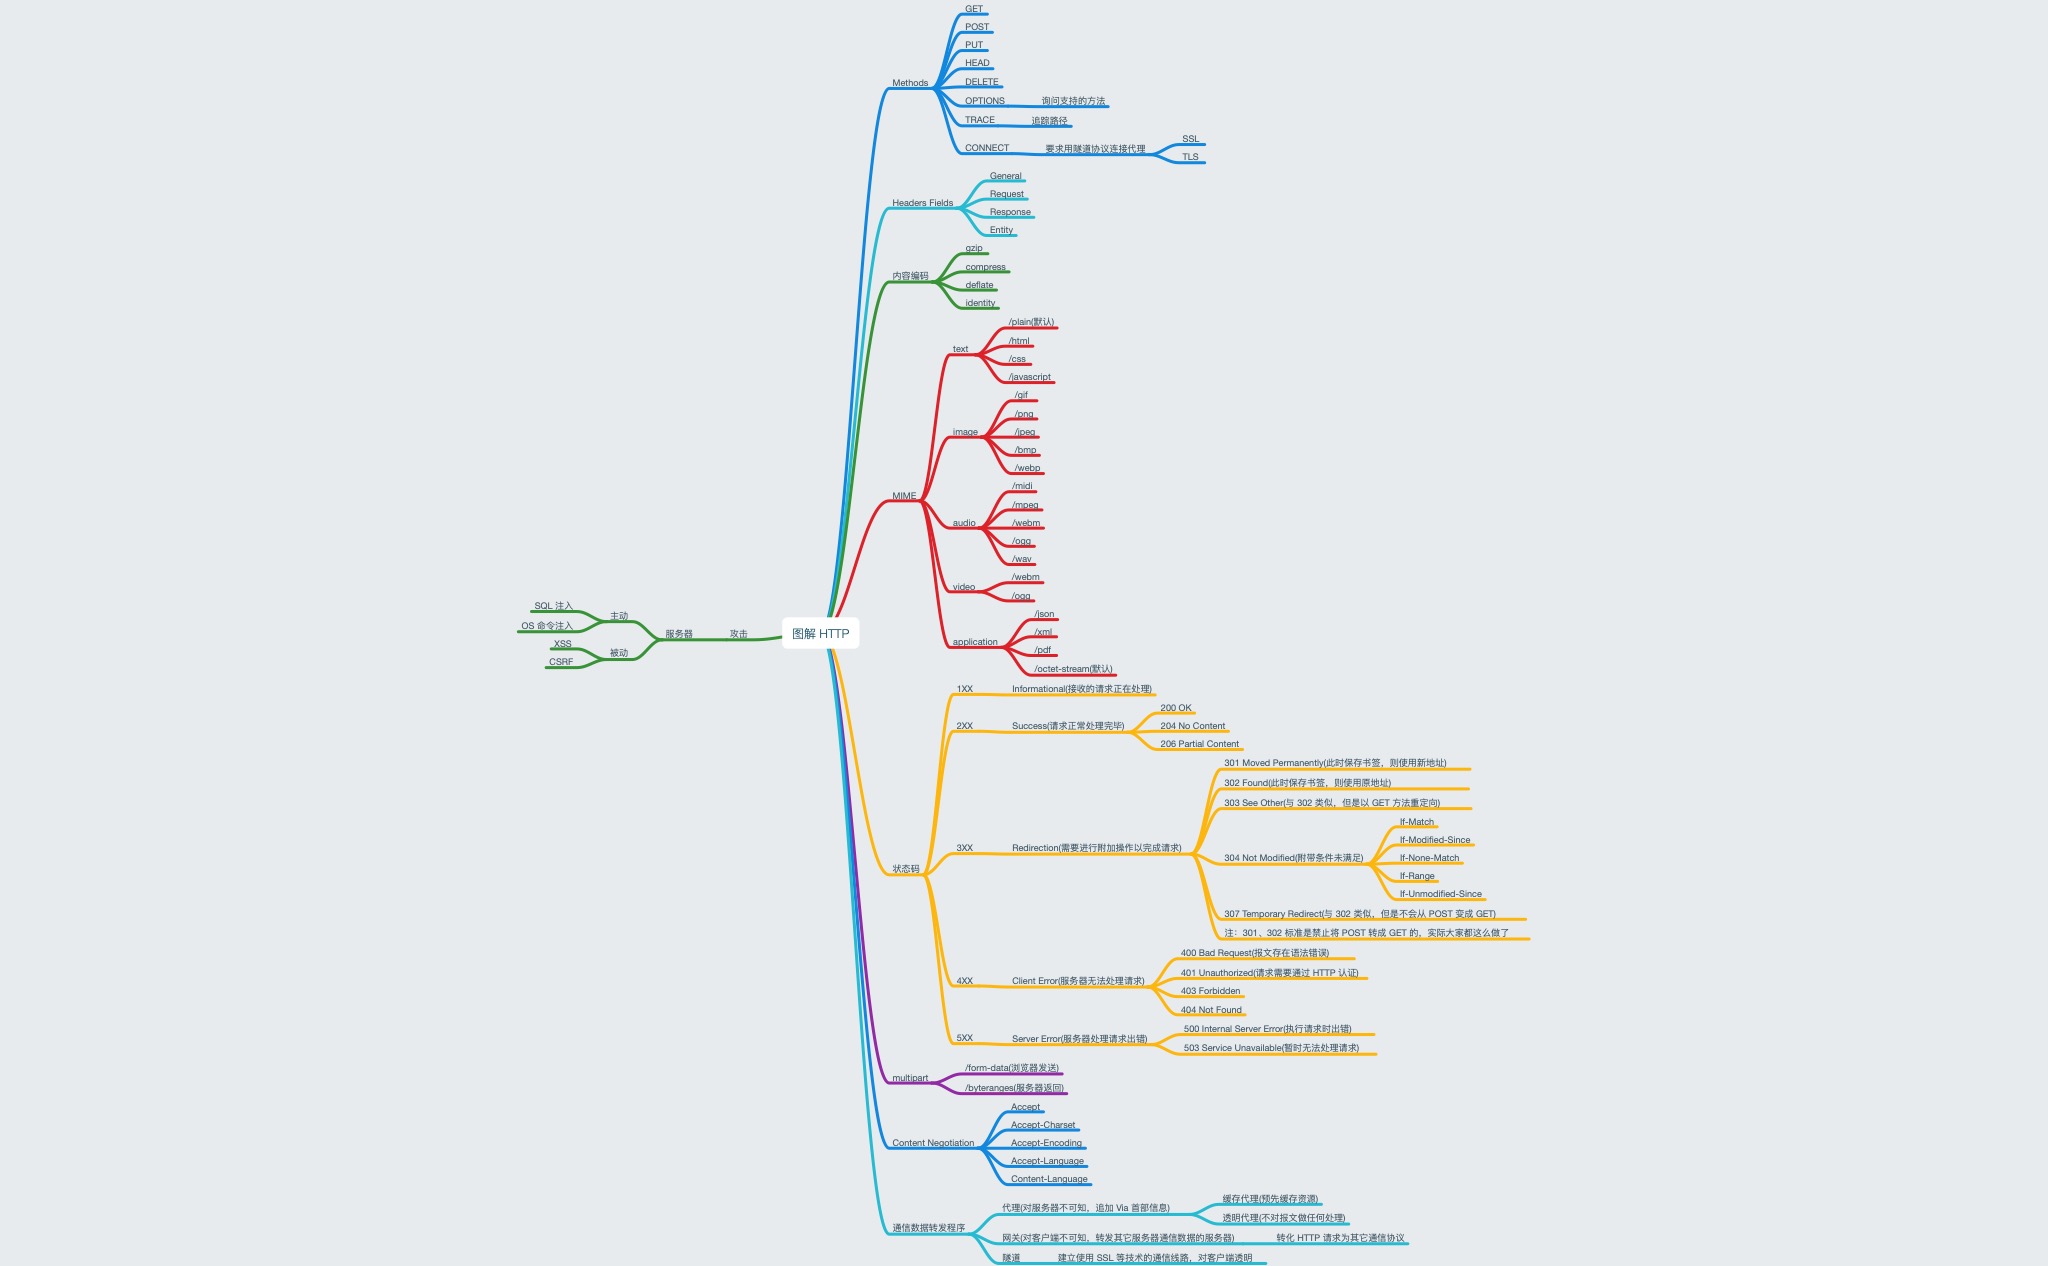 图解 HTTP
Methods
GET
POST
PUT
HEAD
DELETE
OPTIONS
询问支持的方法
TRACE
追踪路径
CONNECT
要求用隧道协议连接代理
SSL
TLS
Headers Fields
General
Request
Response
Entity
内容编码
gzip
compress
deflate
identity
MIME
text
/plain(默认)
/html
/css
/javascript
image
/gif
/png
/jpeg
/bmp
/webp
audio
/midi
/mpeg
/webm
/ogg
/wav
video
/webm
/ogg
application
/json
/xml
/pdf
/octet-stream(默认)
状态码
1XX
Informational(接收的请求正在处理)
2XX
Success(请求正常处理完毕)
200 OK
204 No Content
206 Partial Content
3XX
Redirection(需要进行附加操作以完成请求)
301 Moved Permanently(此时保存书签，则使用新地址)
302 Found(此时保存书签，则使用原地址)
303 See Other(与 302 类似，但是以 GET 方法重定向)
304 Not Modified(附带条件未满足)
If-Match
If-Modified-Since
If-None-Match
If-Range
If-Unmodified-Since
307 Temporary Redirect(与 302 类似，但是不会从 POST 变成 GET)
注：301、302 标准是禁止将 POST 转成 GET 的，实际大家都这么做了
4XX
Client Error(服务器无法处理请求)
400 Bad Request(报文存在语法错误)
401 Unauthorized(请求需要通过 HTTP 认证)
403 Forbidden
404 Not Found
5XX
Server Error(服务器处理请求出错)
500 Internal Server Error(执行请求时出错)
503 Service Unavailable(暂时无法处理请求)
multipart
/form-data(浏览器发送)
/byteranges(服务器返回)
Content Negotiation
Accept
Accept-Charset
Accept-Encoding
Accept-Language
Content-Language
通信数据转发程序
代理(对服务器不可知，追加 Via 首部信息)
缓存代理(预先缓存资源)
透明代理(不对报文做任何处理)
网关(对客户端不可知，转发其它服务器通信数据的服务器)
转化 HTTP 请求为其它通信协议
隧道
建立使用 SSL 等技术的通信线路，对客户端透明
攻击
服务器
主动
SQL 注入
OS 命令注入
被动
XSS
CSRF